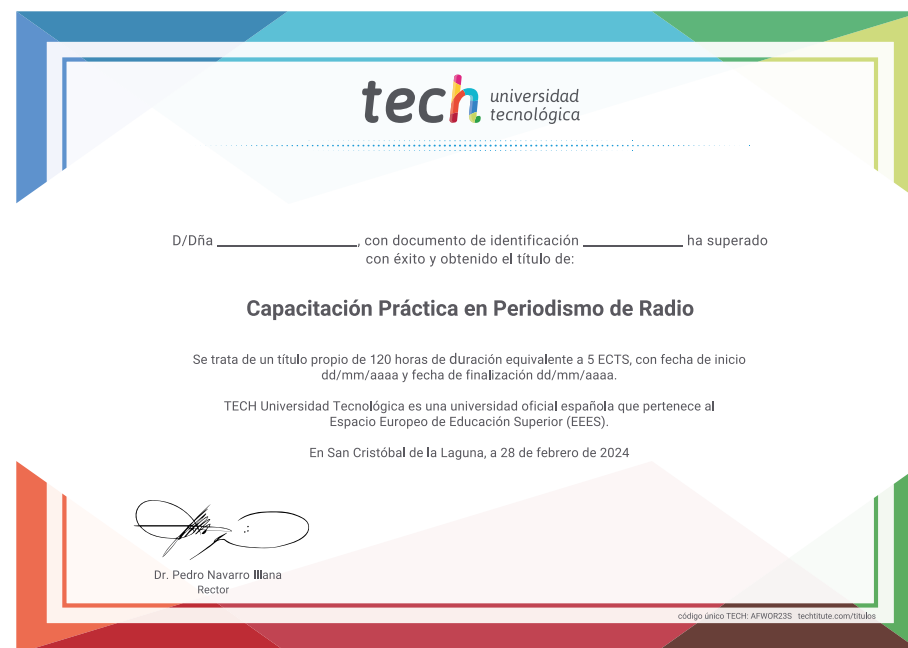 tech universidad
tecnológica
D/Dña ____________________, con documento de identificación ______________ ha superado
con éxito y obtenido el título de:
Capacitación Práctica en Periodismo de Radio
Se trata de un título propio de 120 horas de duración equivalente a 5 ECTS, con fecha de inicio
dd/mm/aaaa y fecha de finalización dd/mm/aaaa.
TECH Universidad Tecnológica es una universidad oficial española que pertenece al
Espacio Europeo de Educación Superior (EEES).
En San Cristóbal de la Laguna, a 28 de febrero de 2024
Dr. Pedro Navarro Illana
Rector
código único TECH: AFWOR23S techtitute.com/titulos